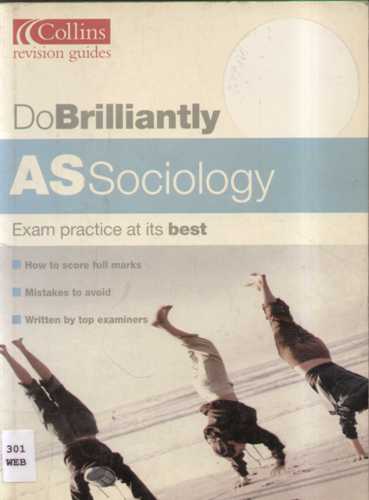 Collins
revision guides
DoBrilliantly
ASSociology
Exam practice at its best
How to score full marks
Mistakes to avoid
Written by top examiners
301
WEB